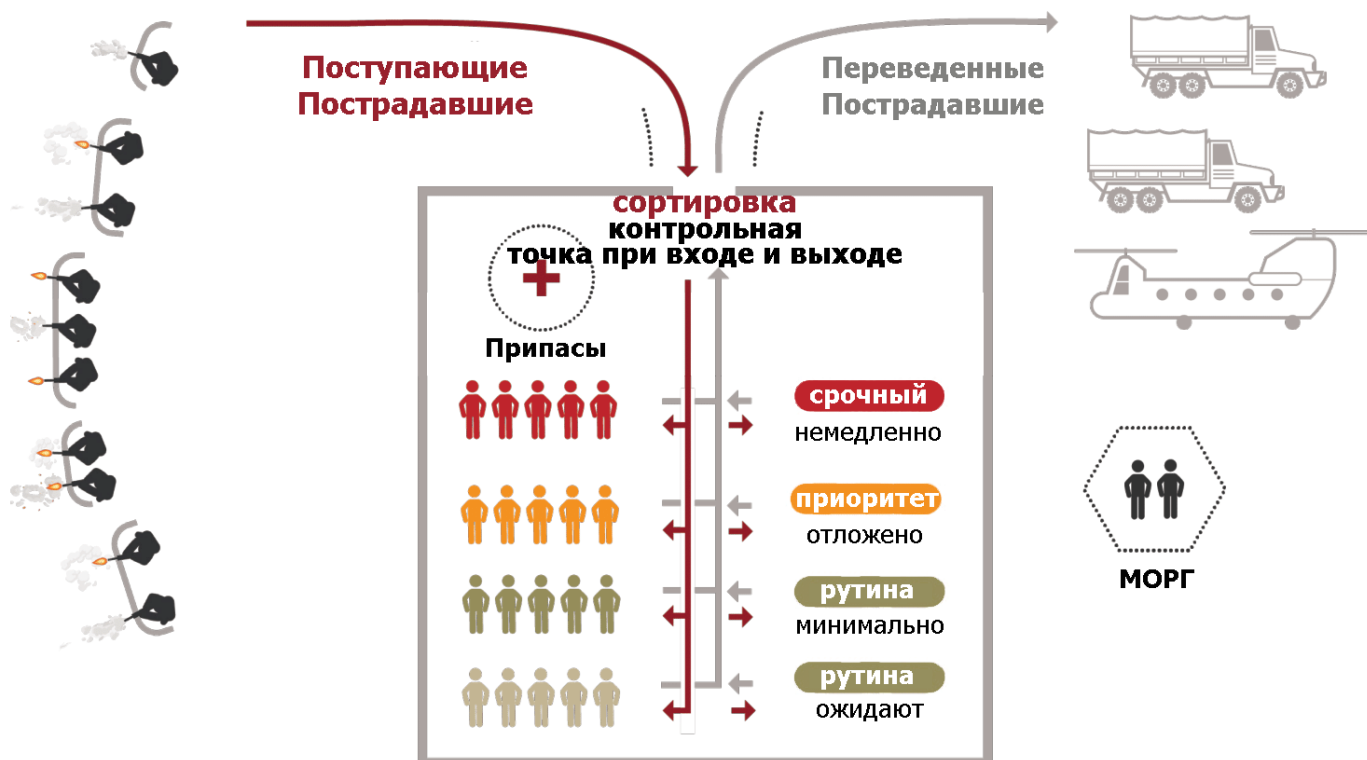 Поступающие
Пострадавшие
Переведенные
Пострадавшие
сортировка
контрольная
точка при входе и выходе
Припасы
срочный
немедленно
приоритет
отложено
рутина
минимально
рутина
ожидают
МОРГ